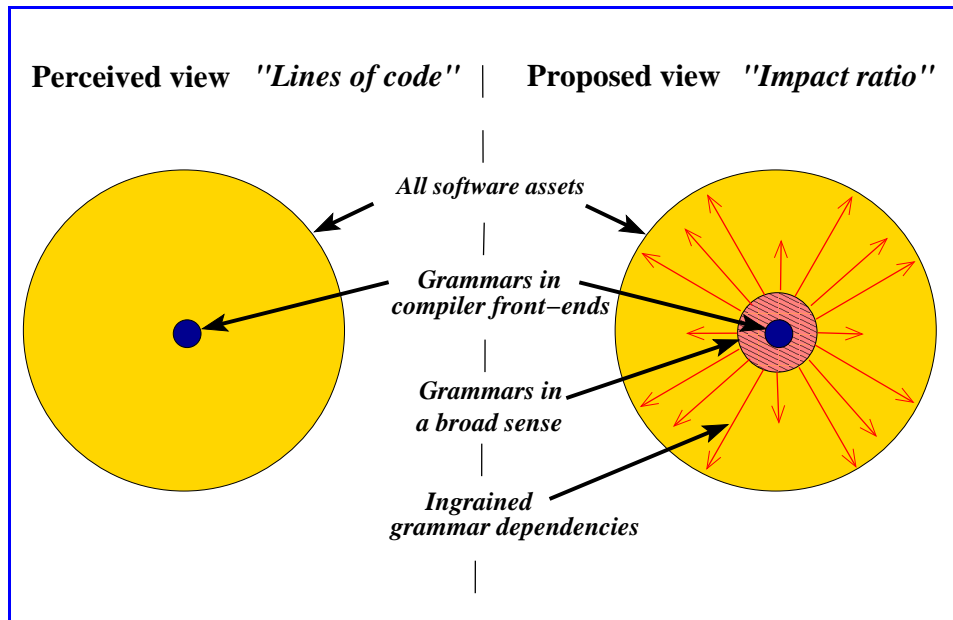 Perceived view "Lines of code"
Proposed view "Impact ratio"
All software assets
Grammars in
compiler front−ends
Grammars in
a broad sense
Ingrained
grammar dependencies